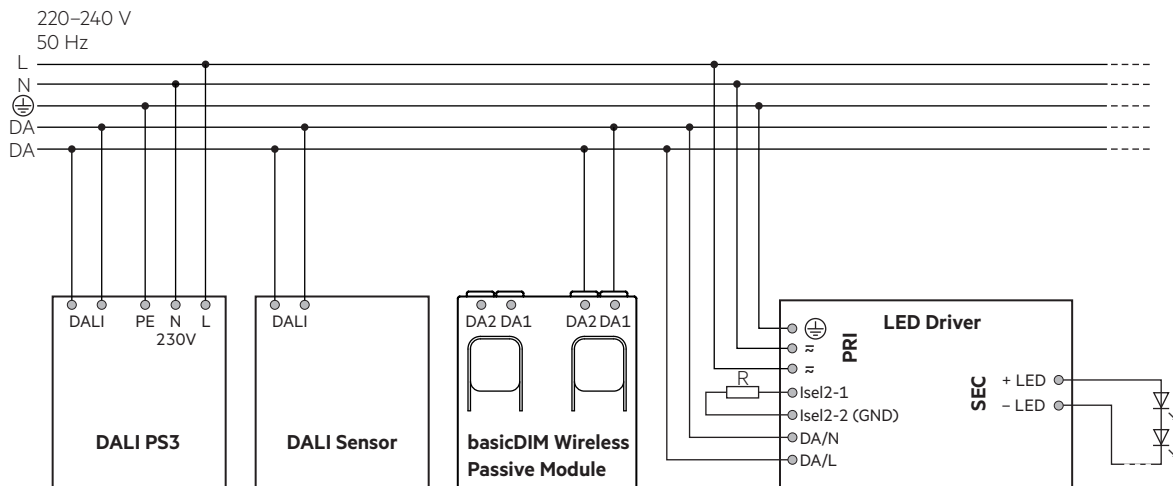 220–240 V
50 Hz
L
N
DA
DA
DALI PE N L
230V
DALI
DA2 DA1 DA2 DA1
LED Driver
PRI
≂
≂
R
Isel2-1
Isel2-2 (GND)
DA/N
DA/L
SEC
+ LED
– LED
DALI PS3
DALI Sensor
basicDIM Wireless
Passive Module